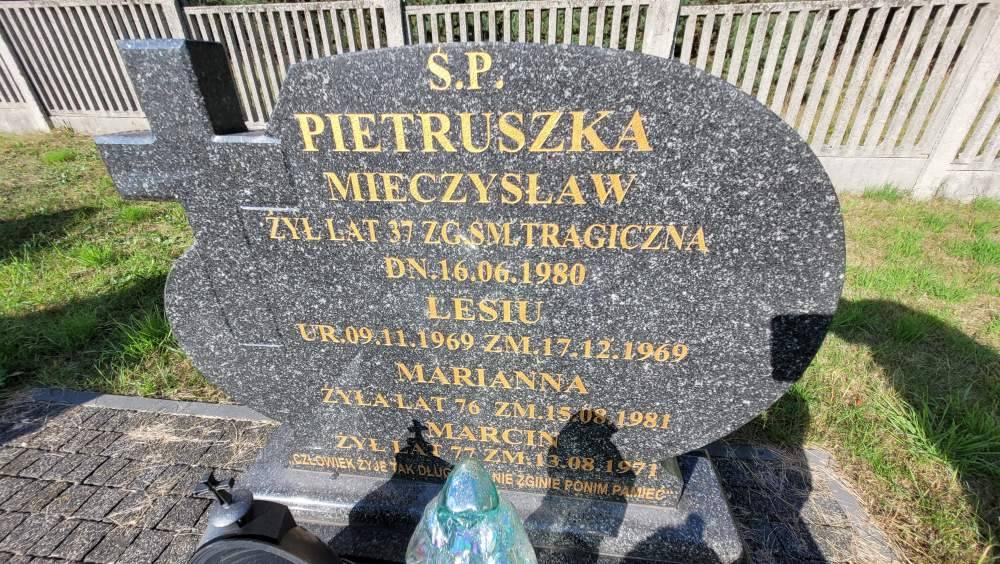 Ś.P.
PIETRUSZKA
MIECZYSŁAW
ŻYŁ LAT 37 ZG.ŚM.TRAGICZNĄ
DN.16.06.1980
LESIU
UR.09.11.1969 ZM.17.12.1969
MARIANNA
ŻYŁA LAT 76 ZM.15.08.1981
MARCIN
ŻYŁ LAT 77 ZM.13.08.1971
„CZŁOWIEK ŻYJE TAK DŁUGO NIE ZGINIE PO NIM PAMIĘĆ"